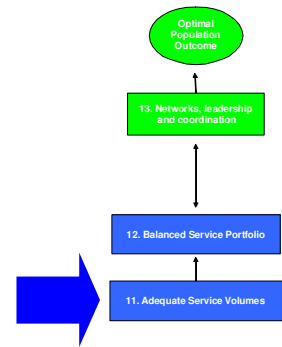 Optimal
Population
Outcome
13. Networks, leadership
and coordination
12. Balanced Service Portfolio
11. Adequate Service Volumes